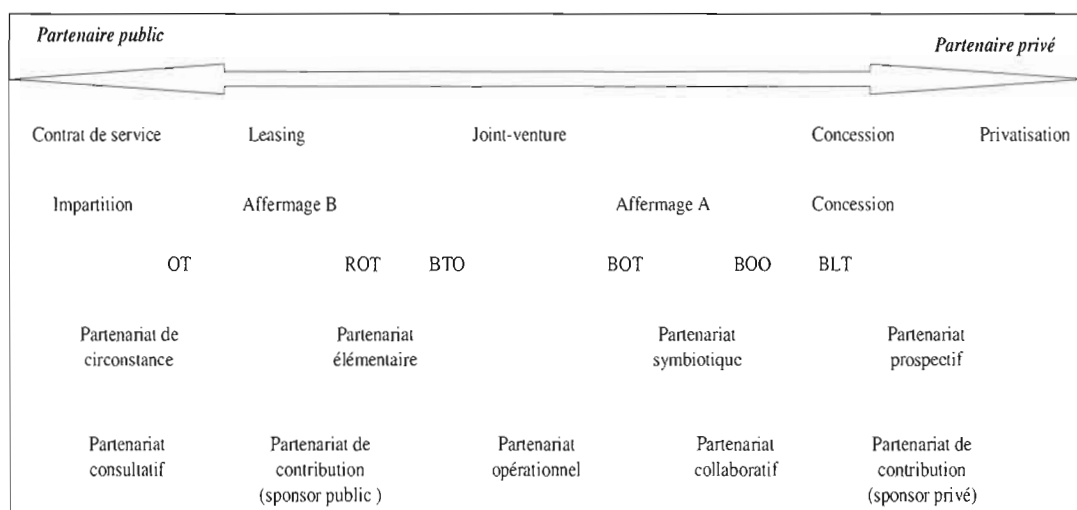 Partenaire public
Partenaire privé
Contrat de service Leasing Joint-venture Concession Privatisation
Impartition Affermage B Affermage A Concession
OT ROT BTO BOT BOO BLT
Partenariat de Partenariat Partenariat Partenariat
circonstance élémentaire symbiotique prospectif
Partenariat Partenariat de Partenariat Partenariat Partenariat de
consultatif contribution opérationnel collaboratif contribution
(sponsor public ) (sponsor privé)